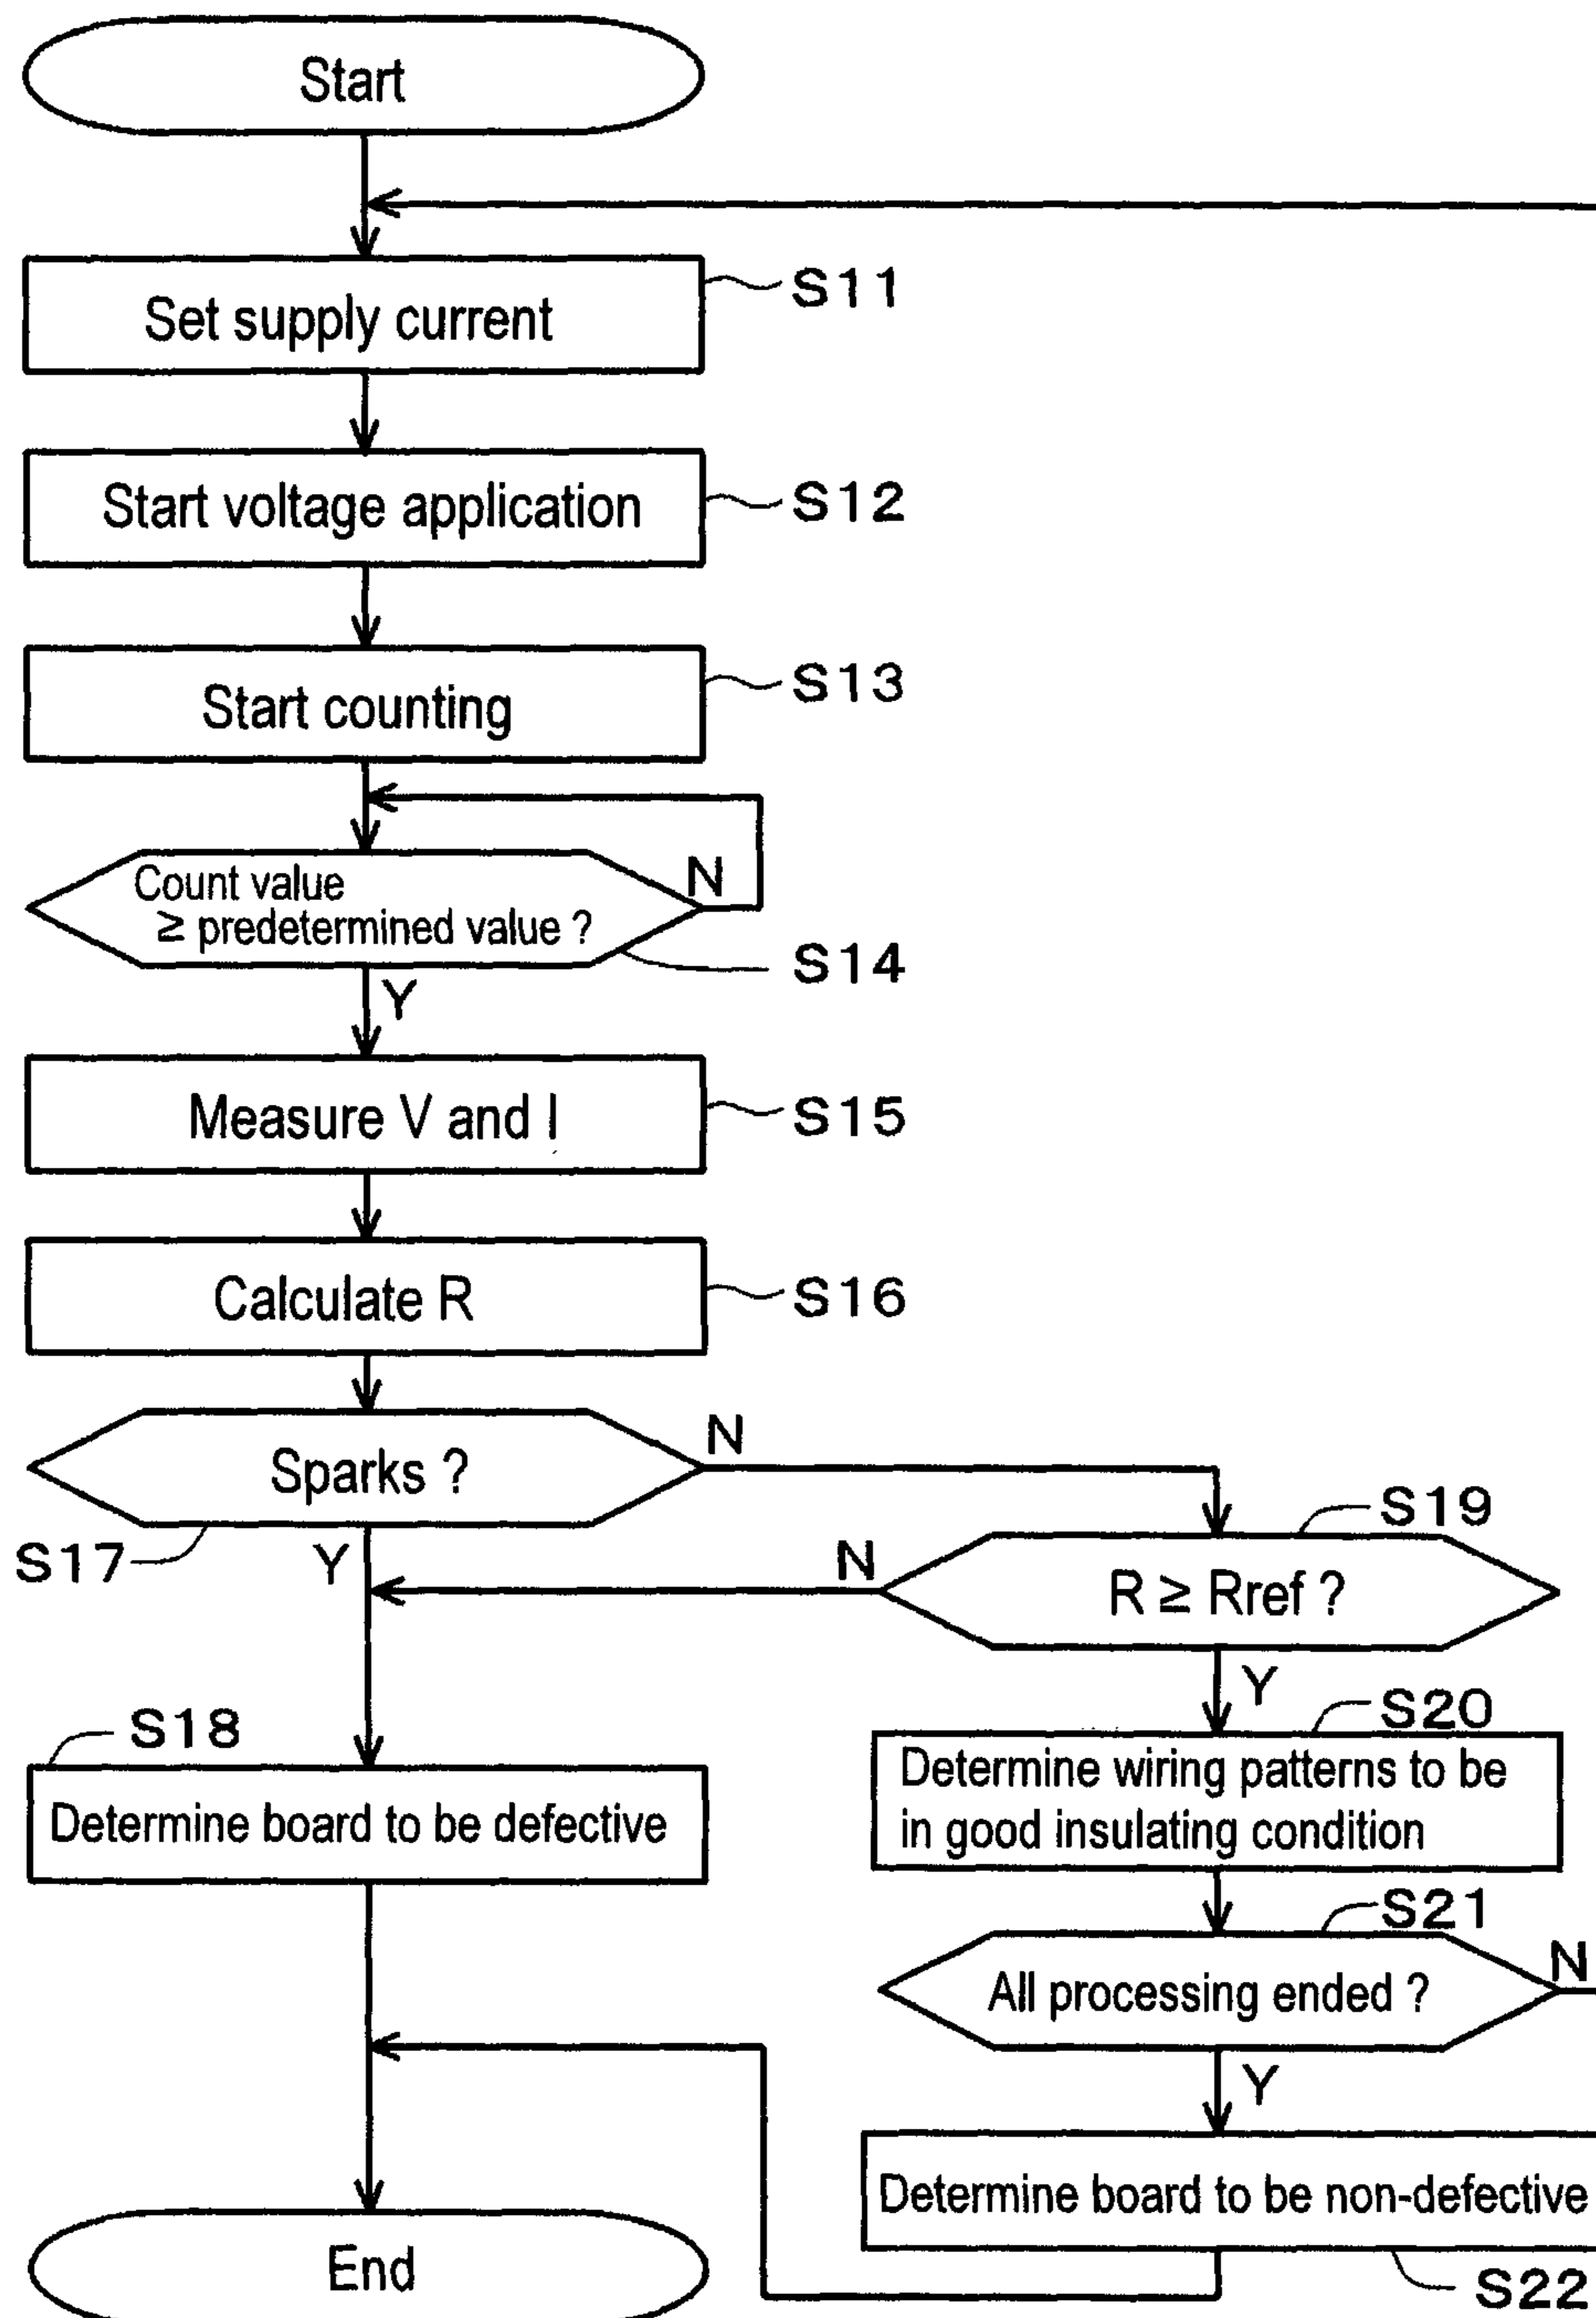 Start
Set supply current
S11
Start voltage application
S12
Start counting
S13
Count value
≥ predetermined value ?
N
S14
Y
Measure V and I
S15
Calculate R
S16
Sparks ?
N
S17
Y
S19
R ≥ Rref ?
N
Y
S18
Determine board to be defective
S20
Determine wiring patterns to be
in good insulating condition
S21
All processing ended ?
N
Y
Determine board to be non-defective
S22
End